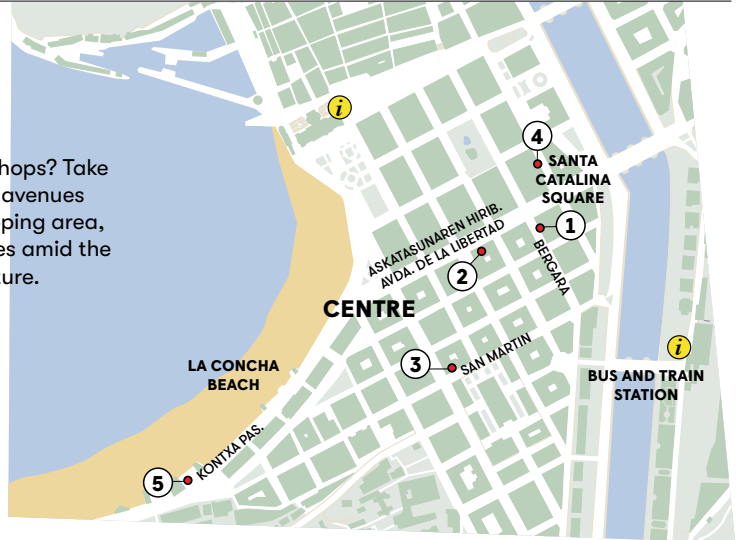 hops? Take
avenues
ping area,
es amid the
ture.
i
4
SANTA
CATALINA
SQUARE
1
BERGARA
ASKATASUNAREN HIRIB.
AVDA. DE LA LIBERTAD
2
CENTRE
3
SAN MARTIN
i
BUS AND TRAIN
STATION
LA CONCHA
BEACH
KONTXA PAS.
5